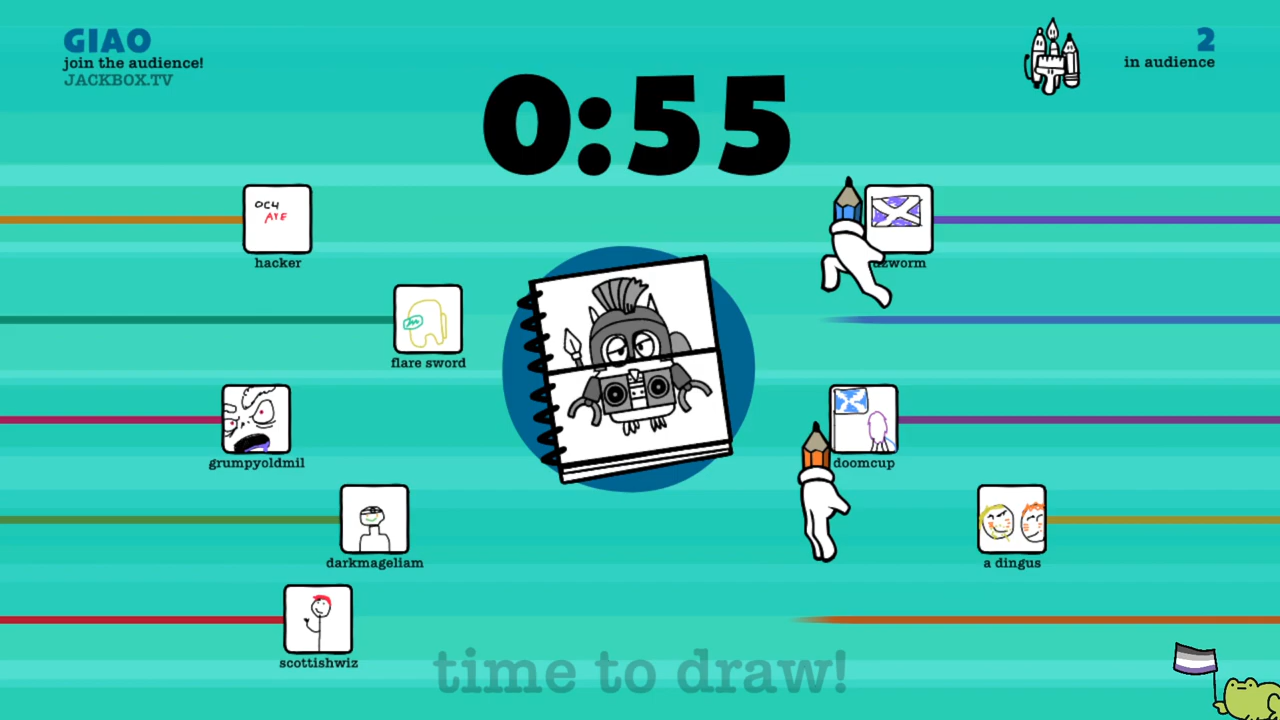 GIAO
join the audience!
JACKBOX.TV
2
in audience
0:55
OCH
AYE
hacker
flare sword
grumpyoldmil
doomcup
darkmageliam
a dingus
scottishwiz
time to draw!